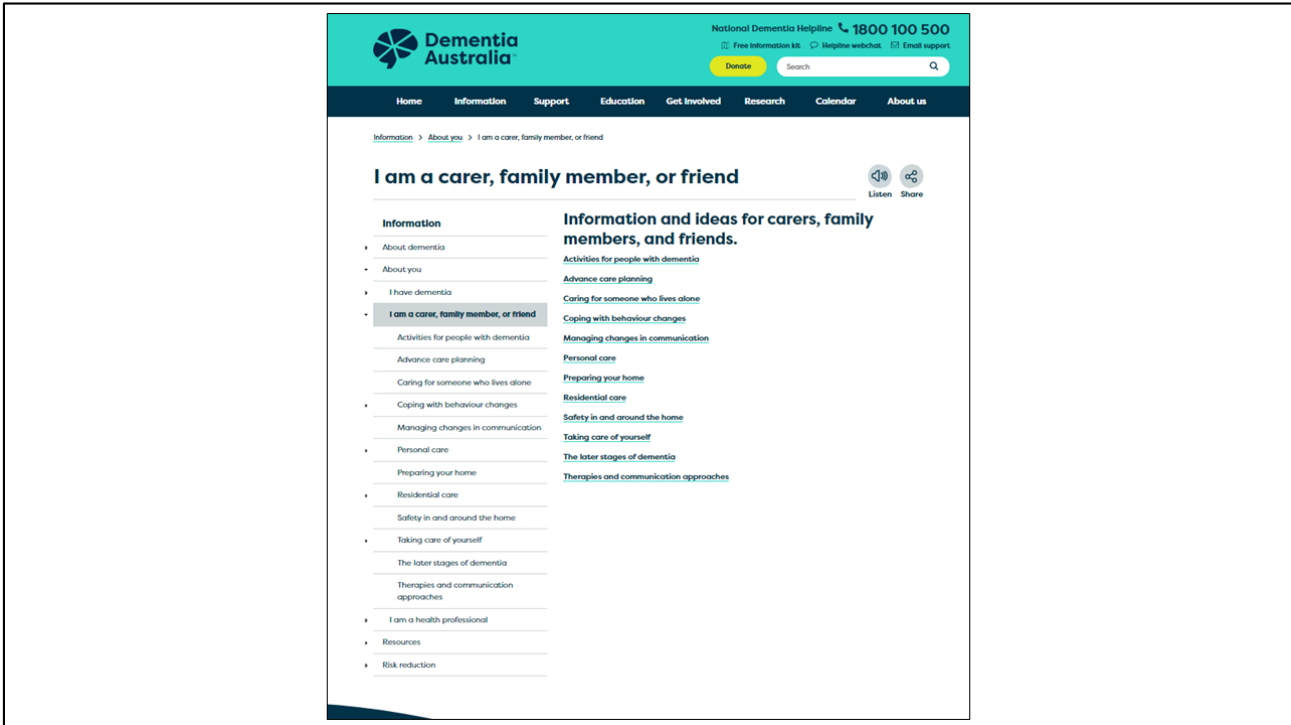 Dementia
Australia™
National Dementia Helpline 1800 100 500
Free information kit Helpline webchat Email support
Donate
Search
Home Information Support Education Get Involved Research Calendar About us
Information > About you > I am a carer, family member, or friend
I am a carer, family member, or friend
Listen Share
Information
About dementia
About you
I have dementia
I am a carer, family member, or friend
Activities for people with dementia
Advance care planning
Caring for someone who lives alone
Coping with behaviour changes
Managing changes in communication
Personal care
Preparing your home
Residential care
Safety in and around the home
Taking care of yourself
The later stages of dementia
Therapies and communication
approaches
I am a health professional
Resources
Risk reduction
Information and ideas for carers, family
members, and friends.
Activities for people with dementia
Advance care planning
Caring for someone who lives alone
Coping with behaviour changes
Managing changes in communication
Personal care
Preparing your home
Residential care
Safety in and around the home
Taking care of yourself
The later stages of dementia
Therapies and communication approaches